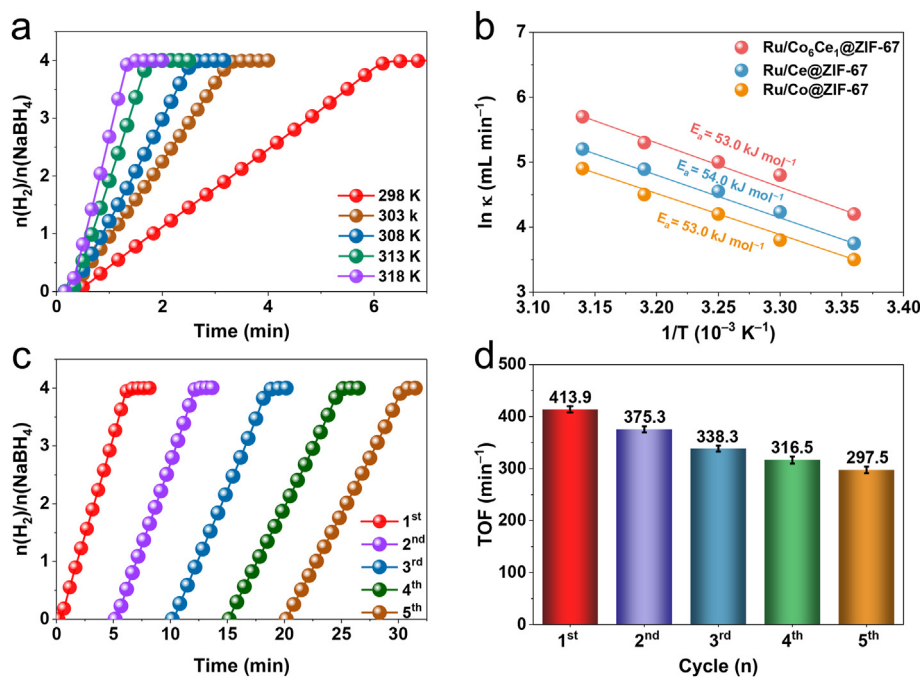 a
n(H₂)/n(NaBH₄)
4
3
2
1
0
0
2
4
6
Time (min)
298 K
303 k
308 K
313 K
318 K
b
ln κ (mL min⁻¹)
7
6
5
4
3
3.10
3.20
3.30
3.40
1/T (10⁻³ K⁻¹)
Ru/Co₆Ce₁@ZIF-67
Ru/Ce@ZIF-67
Ru/Co@ZIF-67
Eₐ = 53.0 kJ mol⁻¹
Eₐ = 54.0 kJ mol⁻¹
Eₐ = 53.0 kJ mol⁻¹
c
n(H₂)/n(NaBH₄)
4
3
2
1
0
0
5
10
15
20
25
30
Time (min)
1ˢᵗ
2ⁿᵈ
3ʳᵈ
4ᵗʰ
5ᵗʰ
d
TOF (min⁻¹)
500
400
300
200
100
0
413.9
375.3
338.3
316.5
297.5
1ˢᵗ
2ⁿᵈ
3ʳᵈ
4ᵗʰ
5ᵗʰ
Cycle (n)